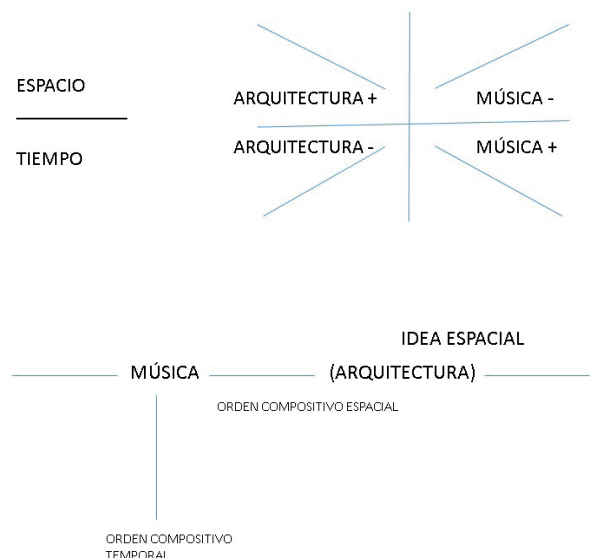 ESPACIO
ARQUITECTURA + MÚSICA -
TIEMPO
ARQUITECTURA - MÚSICA +
IDEA ESPACIAL
MÚSICA (ARQUITECTURA)
ORDEN COMPOSITIVO ESPACIAL
ORDEN COMPOSITIVO
TEMPORAL